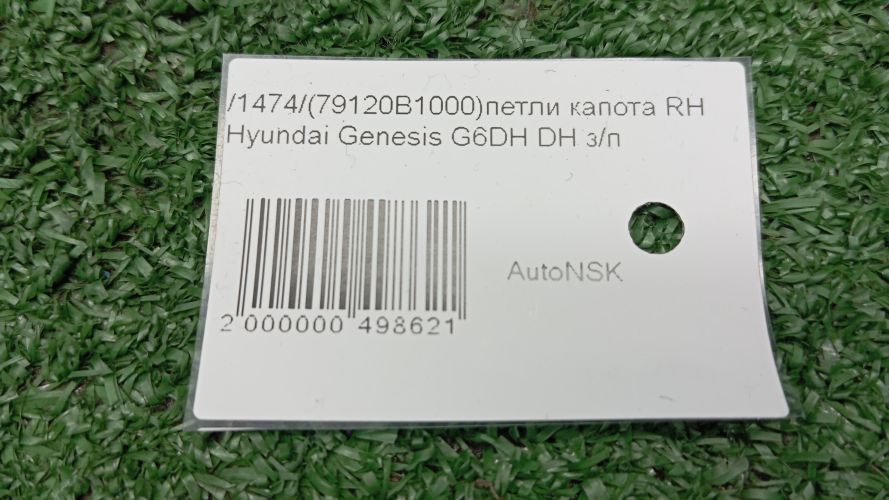 /1474/(79120B1000)петли капота RH
Hyundai Genesis G6DH DH з/п
AutoNSK
2 000000 498621